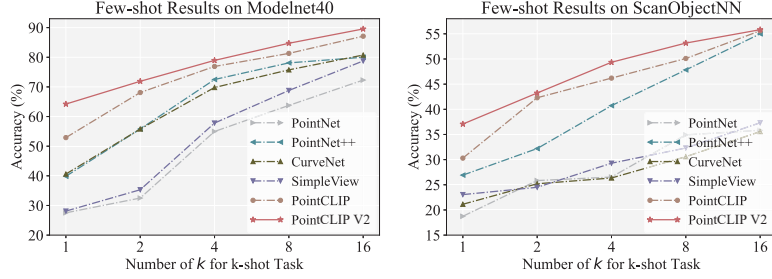 Few-shot Results on Modelnet40
90
80
70
60
50
40
30
20
Accuracy (%)
PointNet
PointNet++
CurveNet
SimpleView
PointCLIP
PointCLIP V2
1 2 4 8 16
Number of k for k-shot Task
Few-shot Results on ScanObjectNN
55
50
45
40
35
30
25
20
15
Accuracy (%)
PointNet
PointNet++
CurveNet
SimpleView
PointCLIP
PointCLIP V2
1 2 4 8 16
Number of k for k-shot Task